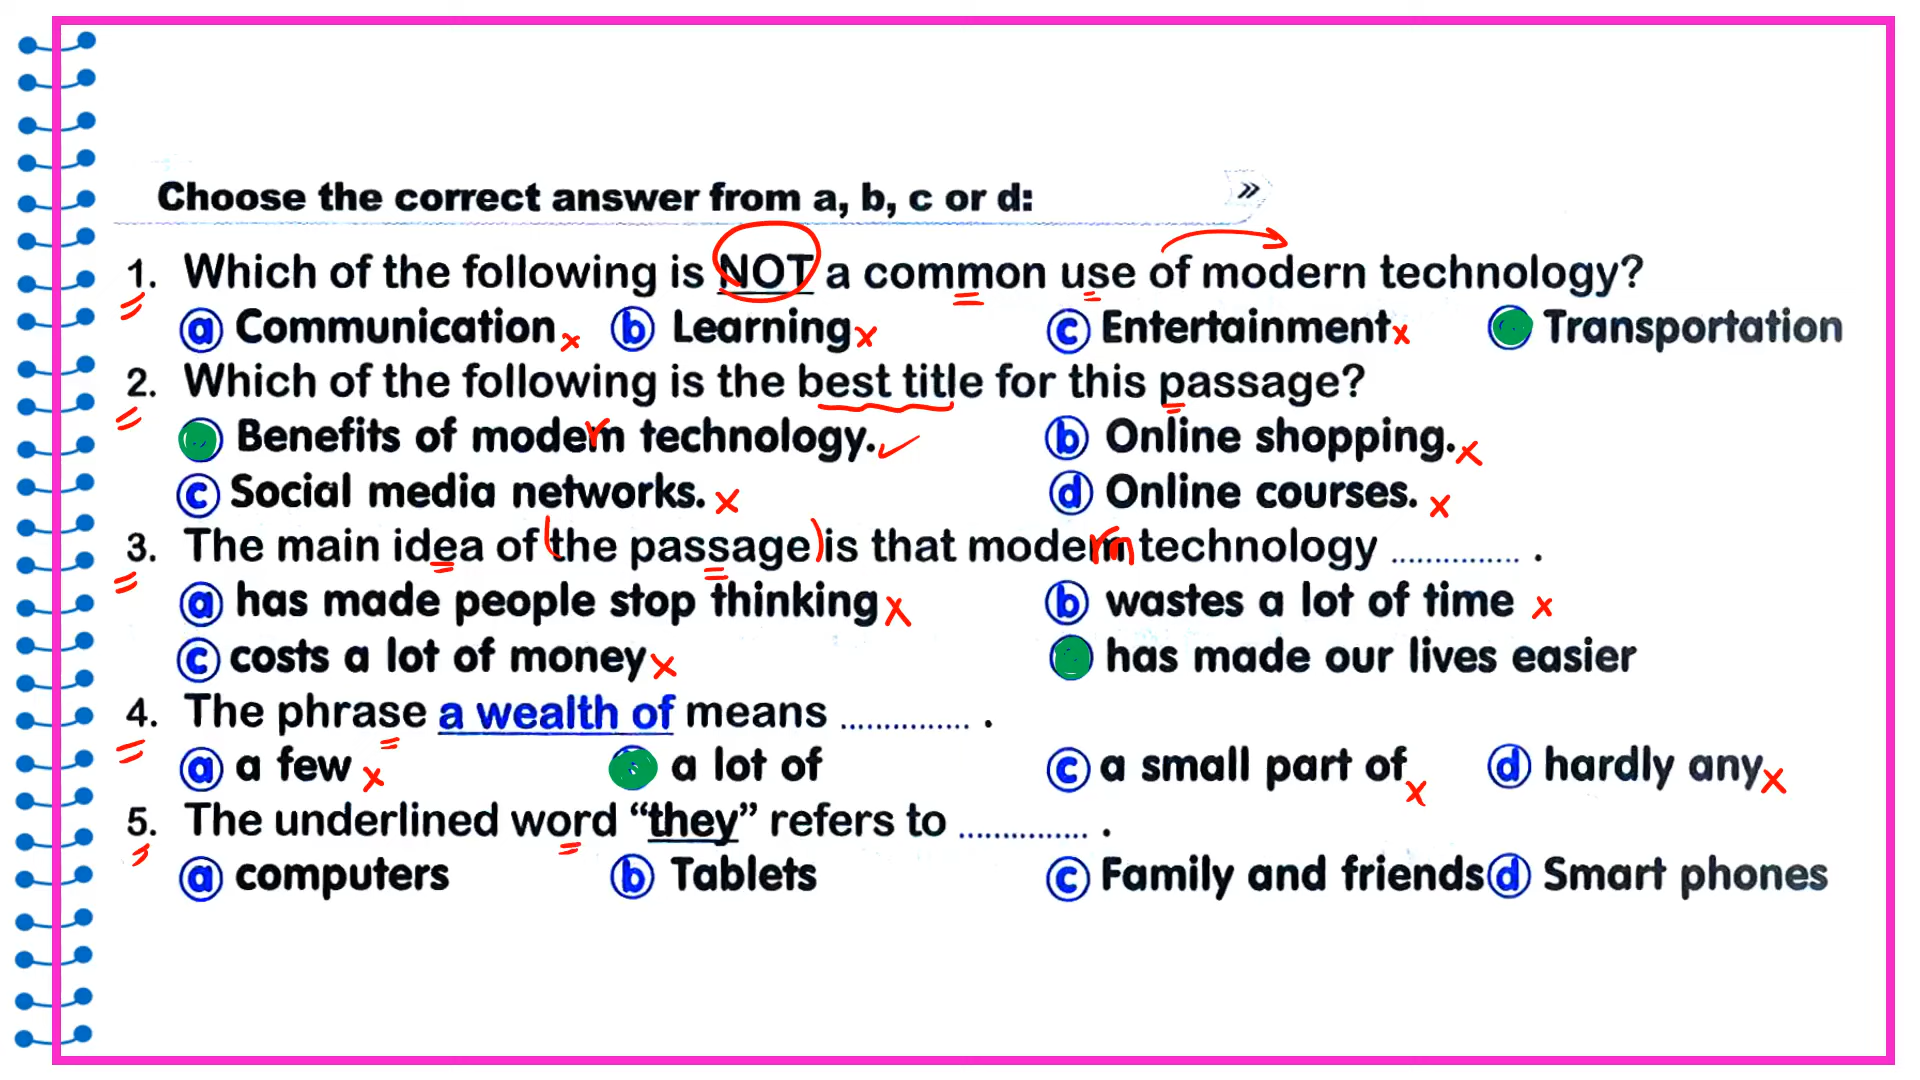 Choose the correct answer from a, b, c or d: »
1. Which of the following is NOT a common use of modern technology?
a Communication x b Learning x c Entertainment x Transportation
2. Which of the following is the best title for this passage?
Benefits of modern technology. ✓ b Online shopping. x
c Social media networks. x d Online courses. x
3. The main idea of (the passage) is that modern technology ............... .
a has made people stop thinking x b wastes a lot of time x
c costs a lot of money x has made our lives easier
4. The phrase a wealth of means ............... .
a a few x a lot of c a small part of x d hardly any x
5. The underlined word “they” refers to ............... .
a computers b Tablets c Family and friends d Smart phones